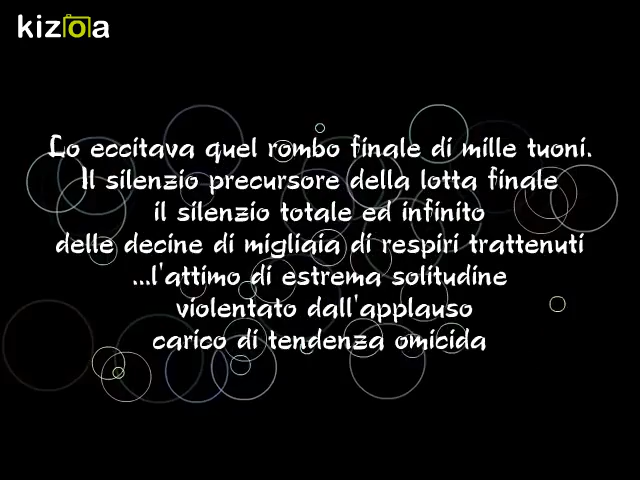 kizoa
Lo eccitava quel rombo finale di mille tuoni.
Il silenzio precursore della lotta finale
il silenzio totale ed infinito
delle decine di migliaia di respiri trattenuti
...l'attimo di estrema solitudine
violentato dall'applauso
carico di tendenza omicida